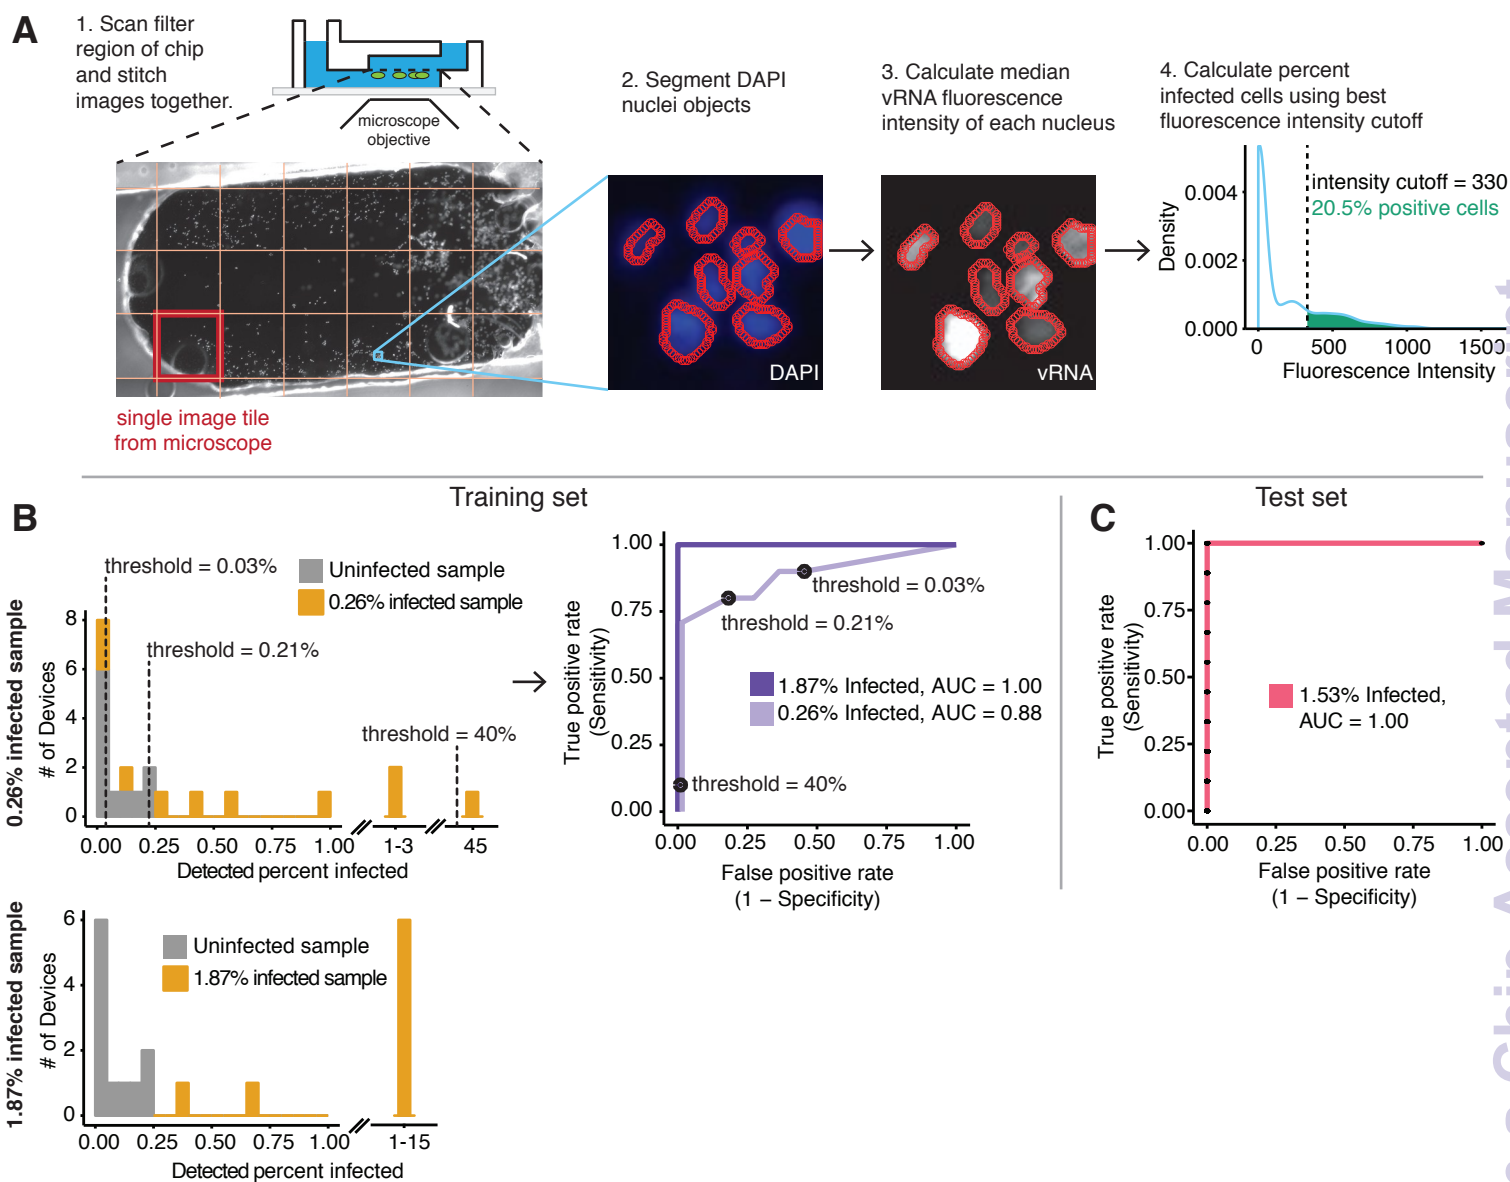 A
1. Scan filter
region of chip
and stitch
images together.
microscope
objective
single image tile
from microscope
2. Segment DAPI
nuclei objects
DAPI
3. Calculate median
vRNA fluorescence
intensity of each nucleus
vRNA
4. Calculate percent
infected cells using best
fluorescence intensity cutoff
intensity cutoff = 330
20.5% positive cells
Density
0.004
0.002
0.000
0 500 1000 1500
Fluorescence Intensity
Training set
B
0.26% infected sample
# of Devices
threshold = 0.03%
Uninfected sample
0.26% infected sample
threshold = 0.21%
threshold = 40%
8
6
4
2
0
0.00 0.25 0.50 0.75 1.00 1-3 45
Detected percent infected
True positive rate
(Sensitivity)
1.00
0.75
0.50
0.25
0.00
threshold = 0.03%
threshold = 0.21%
1.87% Infected, AUC = 1.00
0.26% Infected, AUC = 0.88
threshold = 40%
0.00 0.25 0.50 0.75 1.00
False positive rate
(1 − Specificity)
1.87% infected sample
# of Devices
Uninfected sample
1.87% infected sample
6
4
2
0
0.00 0.25 0.50 0.75 1.00 1-15
Detected percent infected
Test set
C
True positive rate
(Sensitivity)
1.00
0.75
0.50
0.25
0.00
1.53% Infected,
AUC = 1.00
0.00 0.25 0.50 0.75 1.00
False positive rate
(1 − Specificity)
Chip Accepted Manuscript